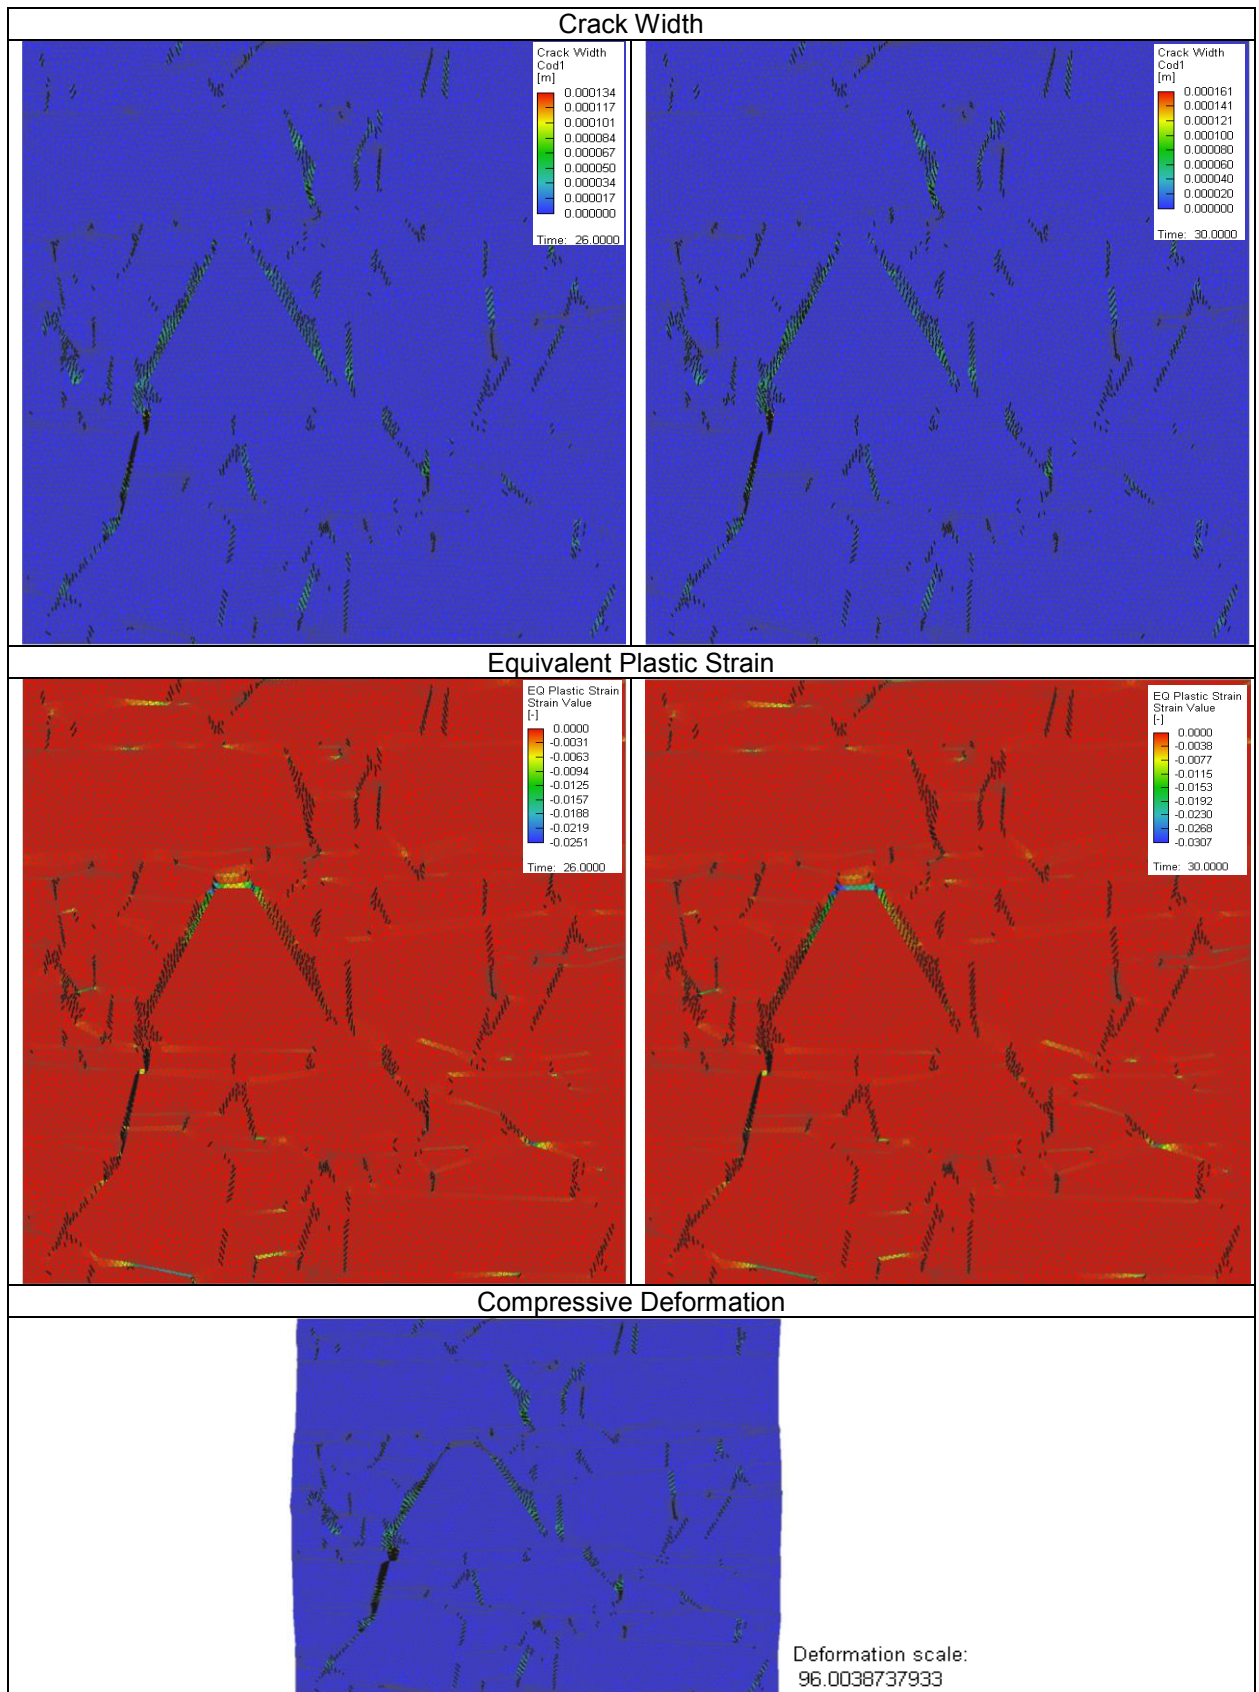 Crack Width
Crack Width
Cod1
[m]
0.000134
0.000117
0.000101
0.000084
0.000067
0.000050
0.000034
0.000017
0.000000
Time: 26.0000
Crack Width
Cod1
[m]
0.000161
0.000141
0.000121
0.000100
0.000080
0.000060
0.000040
0.000020
0.000000
Time: 30.0000
Equivalent Plastic Strain
EQ Plastic Strain
Strain Value
[-]
0.0000
-0.0031
-0.0063
-0.0094
-0.0125
-0.0157
-0.0188
-0.0219
-0.0251
Time: 26.0000
EQ Plastic Strain
Strain Value
[-]
0.0000
-0.0038
-0.0077
-0.0115
-0.0153
-0.0192
-0.0230
-0.0268
-0.0307
Time: 30.0000
Compressive Deformation
Deformation scale:
96.0038737933